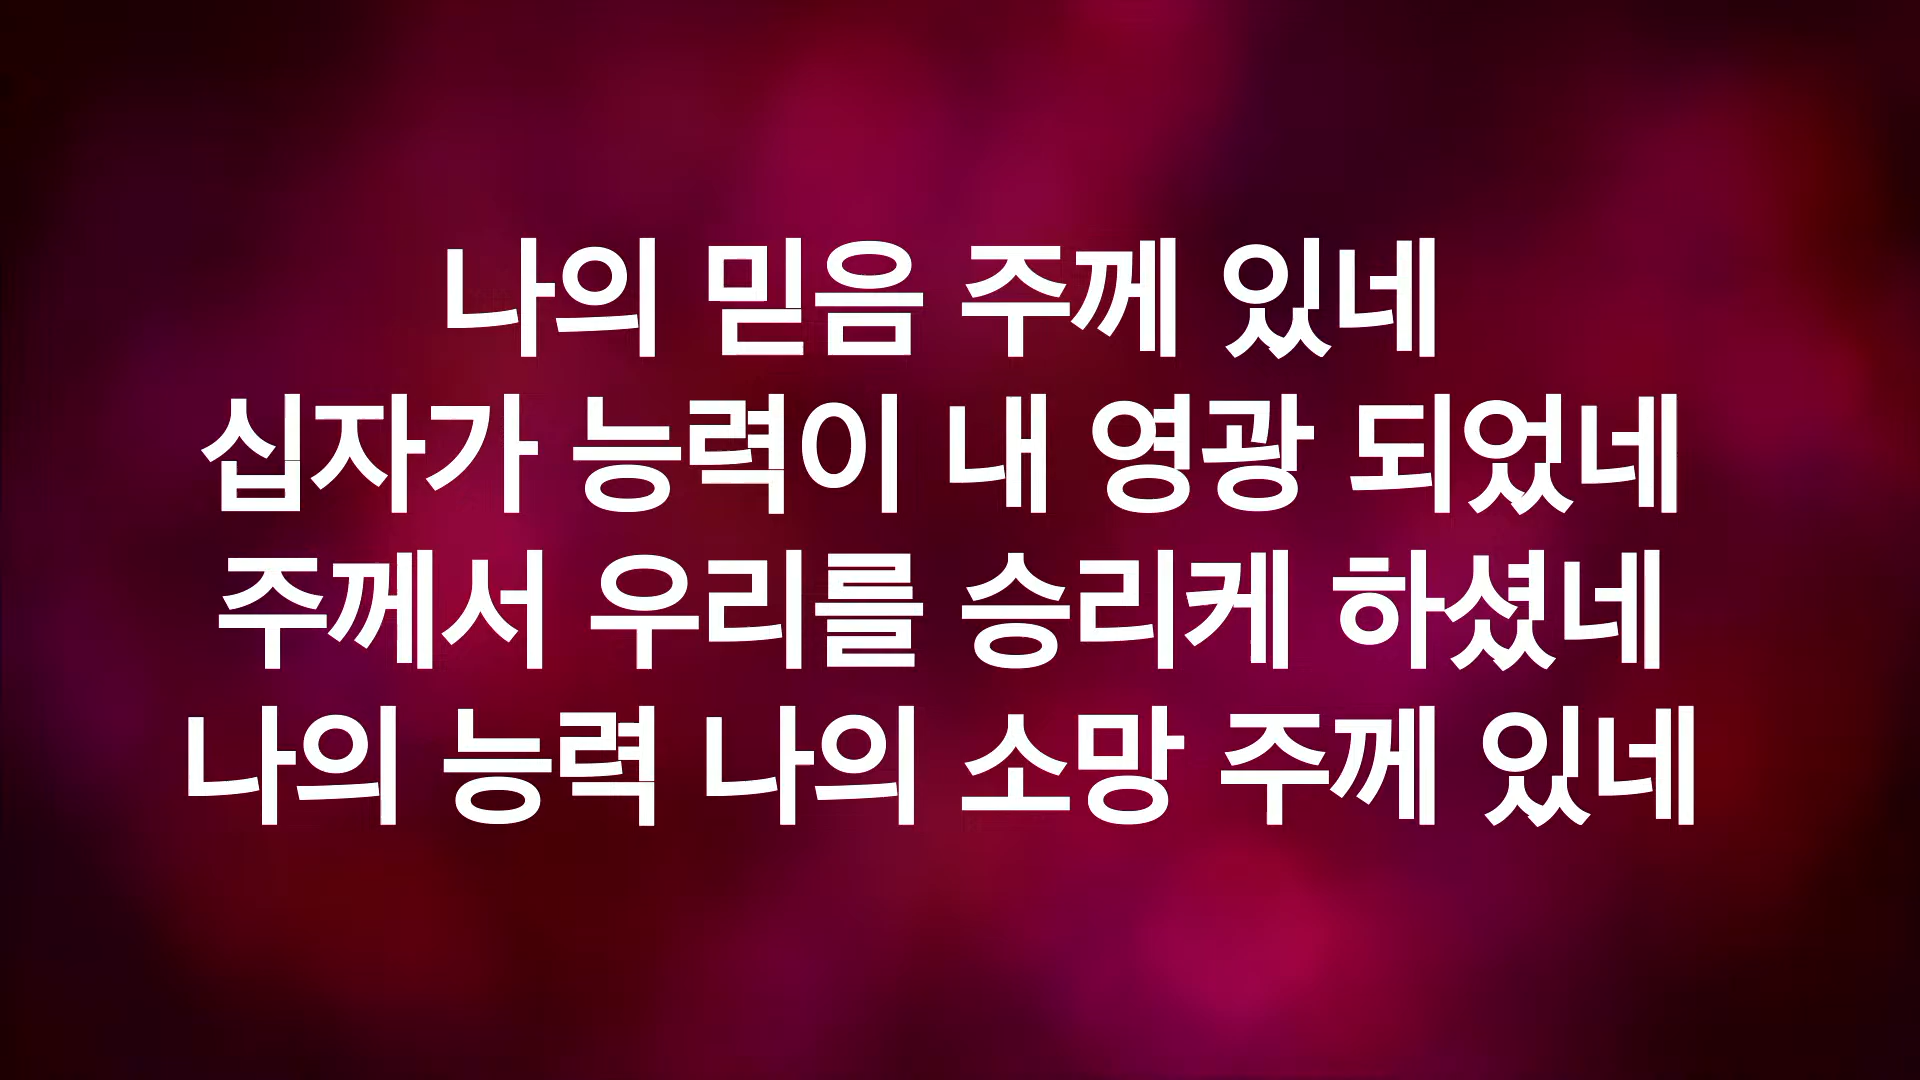 나의 믿음 주께 있네
십자가 능력이 내 영광 되었네
주께서 우리를 승리케 하셨네
나의 능력 나의 소망 주께 있네